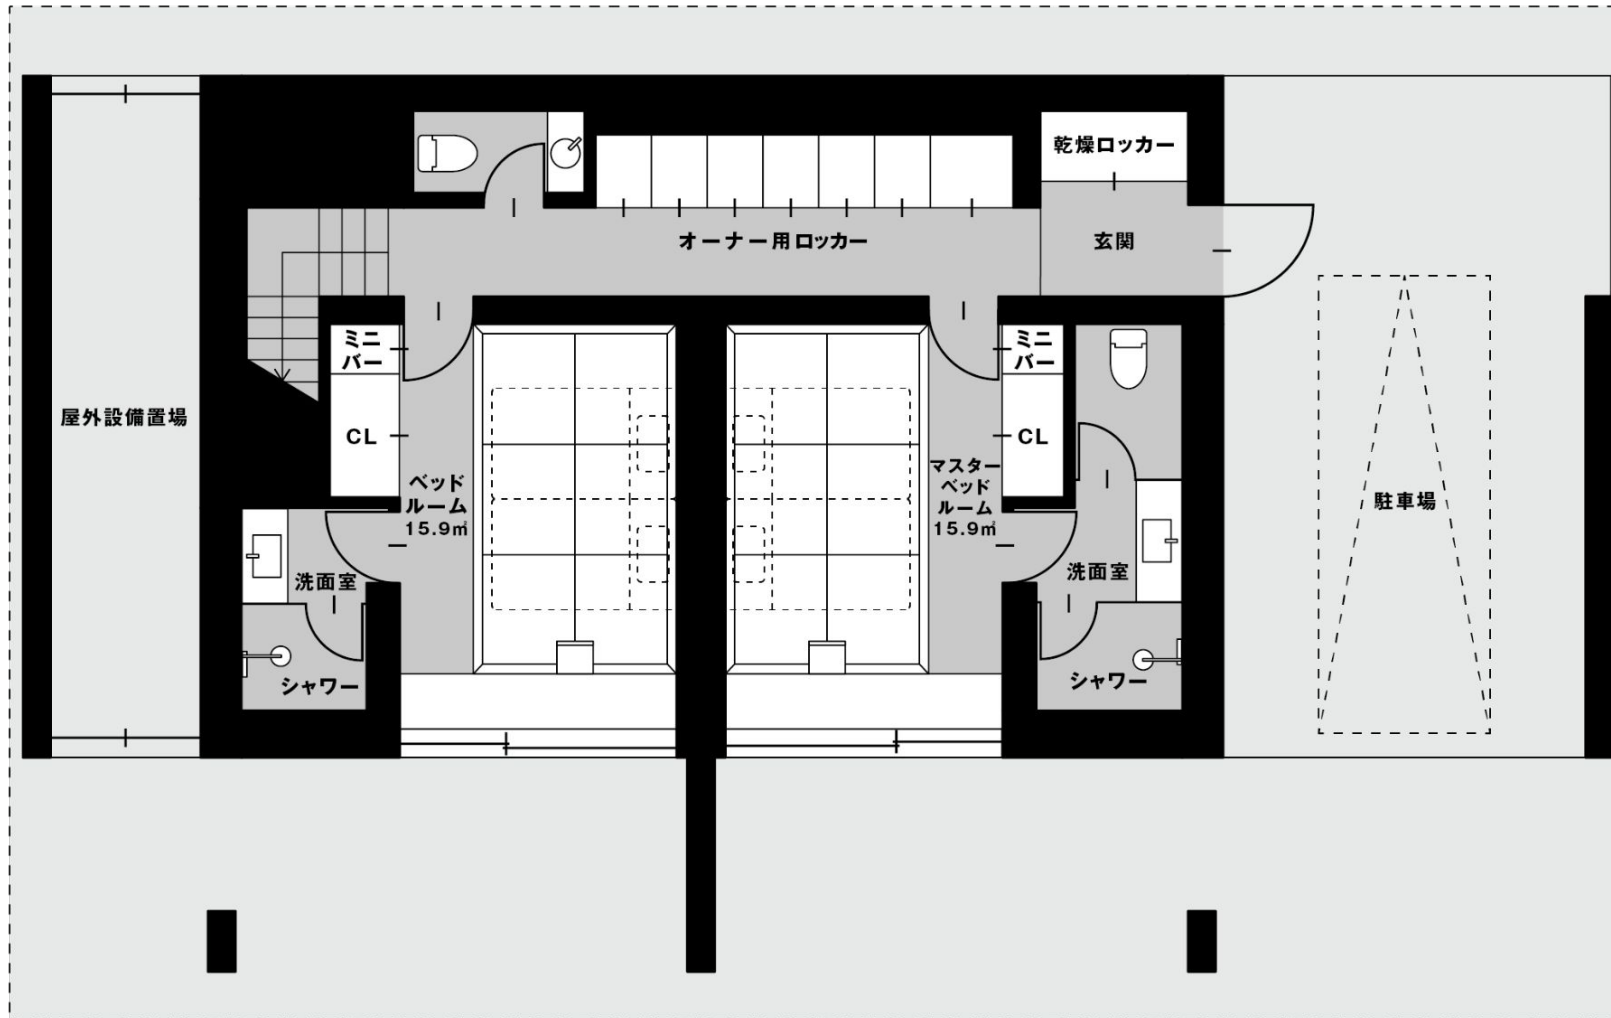 乾燥ロッカー
オーナー用ロッカー
玄関
ミニ
バー
CL
ベッド
ルーム
15.9㎡
洗面室
シャワー
屋外設備置場
ミニ
バー
CL
マスター
ベッド
ルーム
15.9㎡
洗面室
シャワー
駐車場